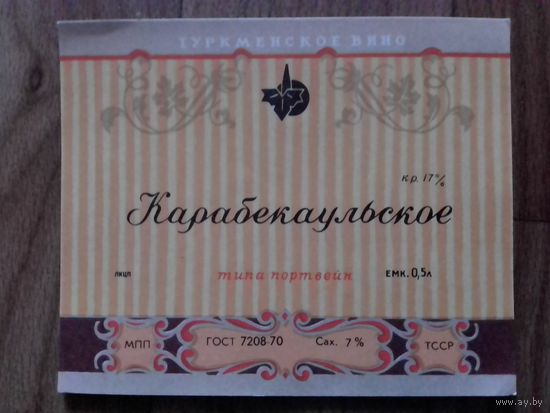 ТУРКМЕНСКОЕ ВИНО
кр. 17%
Карабекаульское
типа портвейн
ЕМК. 0,5л
МПП
ГОСТ 7208-70
Сах. 7%
ТССР
www.ay.by